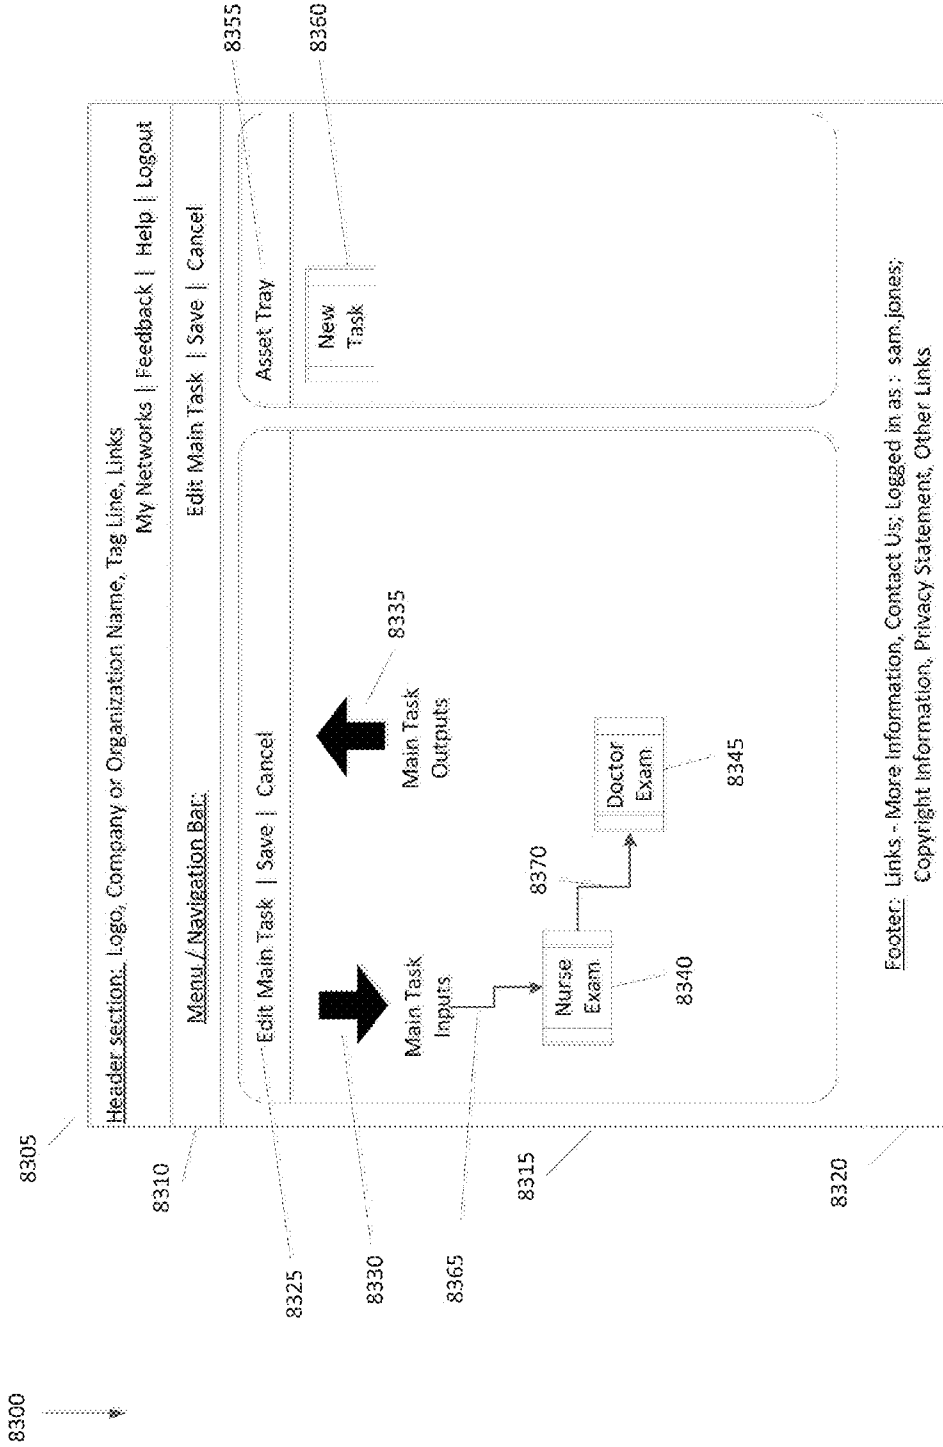 8300
8305
Header section: Logo, Company or Organization Name, Tag Line, Links
My Networks | Feedback | Help | Logout
8310
Menu / Navigation Bar:
Edit Main Task | Save | Cancel
8325
Edit Main Task | Save | Cancel
Asset Tray
8355
8330
8335
Main Task
Inputs
Main Task
Outputs
New
Task
8360
8365
8370
Nurse
Exam
8340
Doctor
Exam
8345
8315
8320
Footer: Links - More Information, Contact Us; Logged in as : sam.jones;
Copyright Information, Privacy Statement, Other Links